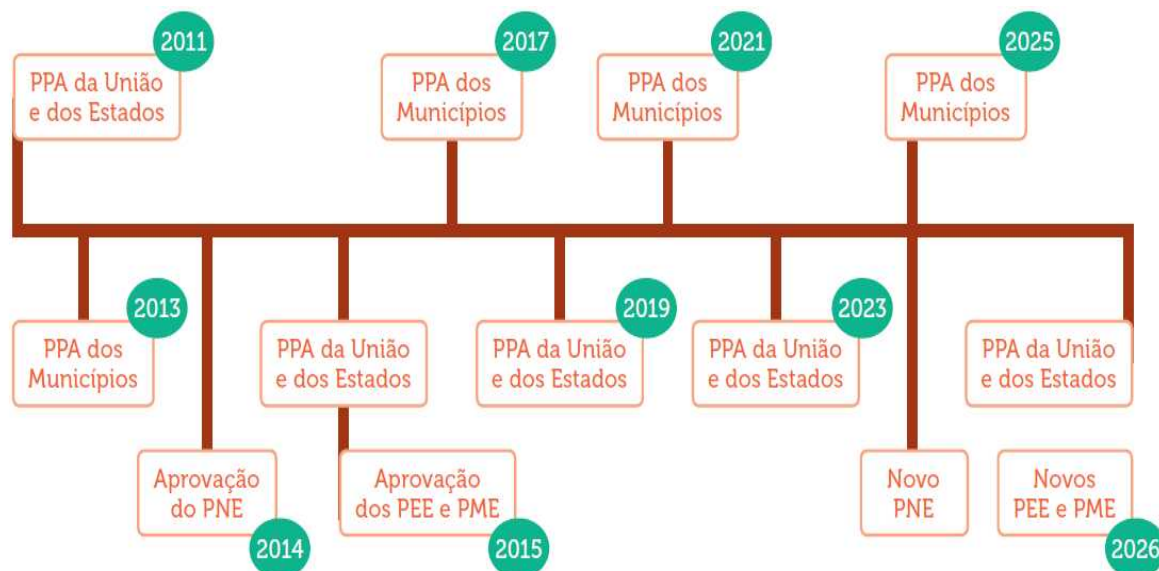 2011
PPA da União
e dos Estados
2017
PPA dos
Municípios
2021
PPA dos
Municípios
2025
PPA dos
Municípios
2013
PPA dos
Municípios
PPA da União
e dos Estados
2019
PPA da União
e dos Estados
2023
PPA da União
e dos Estados
PPA da União
e dos Estados
Aprovação
do PNE
2014
Aprovação
dos PEE e PME
2015
Novo
PNE
Novos
PEE e PME
2026